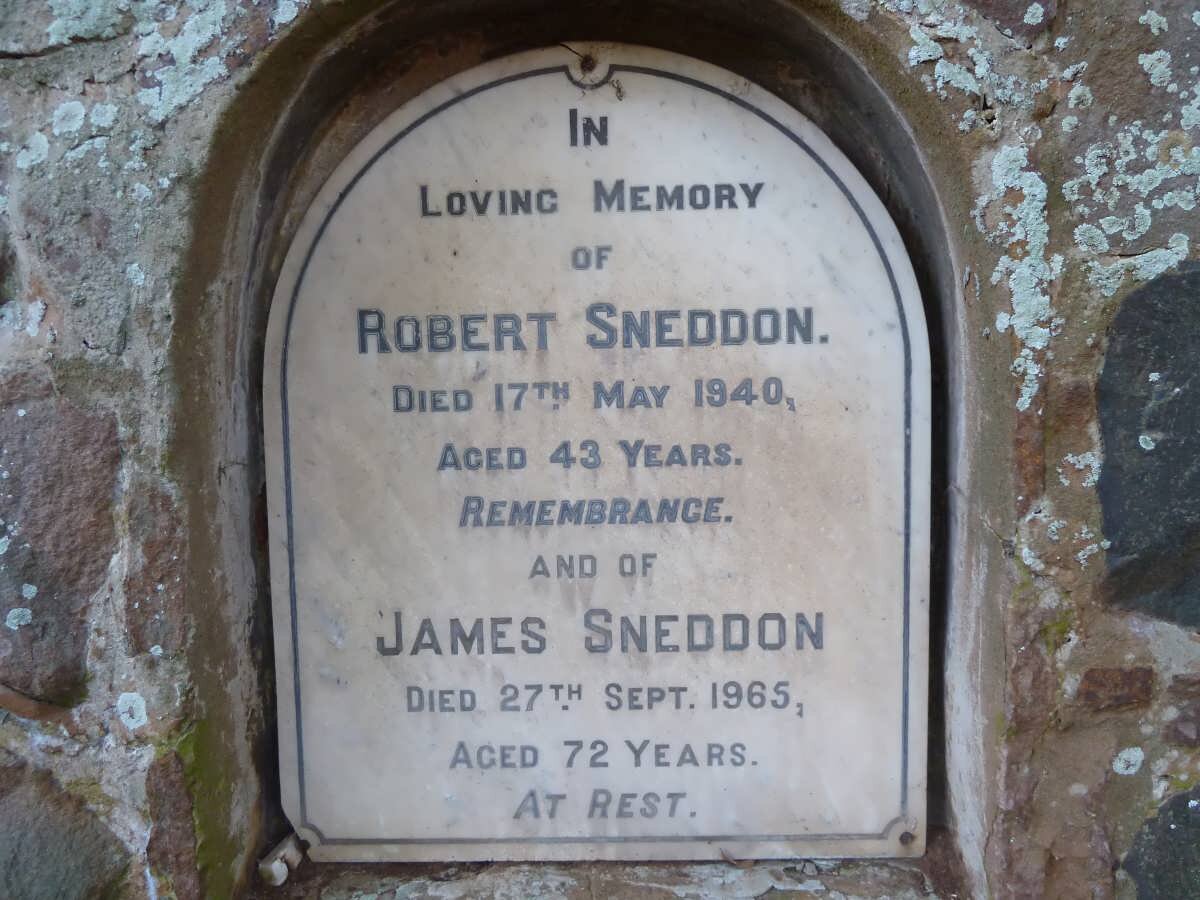 IN
LOVING MEMORY
OF
ROBERT SNEDDON.
DIED 17TH MAY 1940,
AGED 43 YEARS.
REMEMBRANCE.
AND OF
JAMES SNEDDON
DIED 27TH SEPT. 1965,
AGED 72 YEARS.
AT REST.